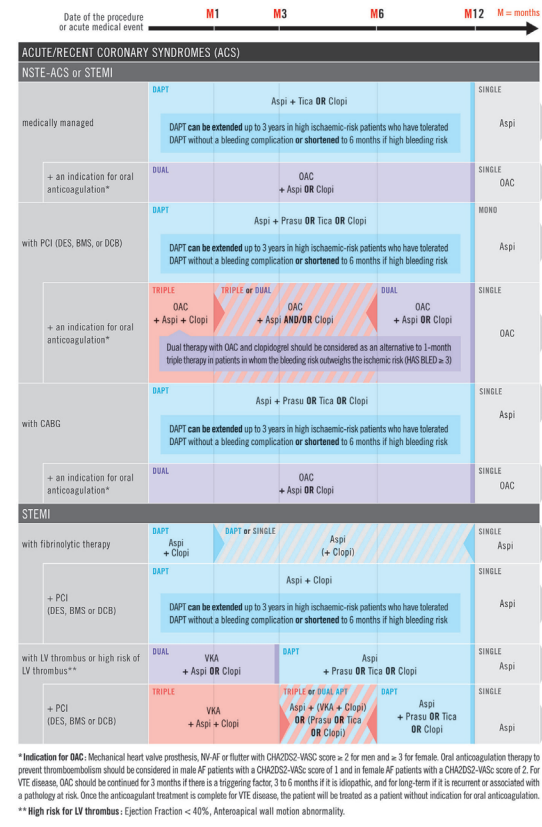 Date of the procedure
or acute medical event
M1 M3 M6 M12 M = months
ACUTE/RECENT CORONARY SYNDROMES (ACS)
NSTE-ACS or STEMI
medically managed
DAPT
Aspi + Tica OR Clopi
DAPT can be extended up to 3 years in high ischaemic-risk patients who have tolerated
DAPT without a bleeding complication or shortened to 6 months if high bleeding risk
SINGLE
Aspi
+ an indication for oral
anticoagulation*
DUAL
OAC
+ Aspi OR Clopi
SINGLE
OAC
with PCI (DES, BMS, or DCB)
DAPT
Aspi + Prasu OR Tica OR Clopi
DAPT can be extended up to 3 years in high ischaemic-risk patients who have tolerated
DAPT without a bleeding complication or shortened to 6 months if high bleeding risk
MONO
Aspi
+ an indication for oral
anticoagulation*
TRIPLE
OAC
+ Aspi + Clopi
TRIPLE or DUAL
OAC
+ Aspi AND/OR Clopi
DUAL
OAC
+ Aspi OR Clopi
Dual therapy with OAC and clopidogrel should be considered as an alternative to 1-month
triple therapy in patients in whom the bleeding risk outweighs the ischemic risk (HAS BLED ≥ 3)
SINGLE
OAC
with CABG
DAPT
Aspi + Prasu OR Tica OR Clopi
DAPT can be extended up to 3 years in high ischaemic-risk patients who have tolerated
DAPT without a bleeding complication or shortened to 6 months if high bleeding risk
SINGLE
Aspi
+ an indication for oral
anticoagulation*
DUAL
OAC
+ Aspi OR Clopi
SINGLE
OAC
STEMI
with fibrinolytic therapy
DAPT
Aspi
+ Clopi
DAPT or SINGLE
Aspi
(+ Clopi)
SINGLE
Aspi
+ PCI
(DES, BMS or DCB)
DAPT
Aspi + Clopi
DAPT can be extended up to 3 years in high ischaemic-risk patients who have tolerated
DAPT without a bleeding complication or shortened to 6 months if high bleeding risk
SINGLE
Aspi
with LV thrombus or high risk of
LV thrombus**
DUAL
VKA
+ Aspi OR Clopi
DAPT
Aspi
+ Prasu OR Tica OR Clopi
SINGLE
Aspi
+ PCI
(DES, BMS or DCB)
TRIPLE
VKA
+ Aspi + Clopi
TRIPLE or DUAL APT
Aspi + (VKA + Clopi)
OR (Prasu OR Tica
OR Clopi)
DAPT
Aspi
+ Prasu OR Tica
OR Clopi
SINGLE
Aspi
* Indication for OAC: Mechanical heart valve prosthesis, NV-AF or flutter with CHA2DS2-VASC score ≥ 2 for men and ≥ 3 for female. Oral anticoagulation therapy to
prevent thromboembolism should be considered in male AF patients with a CHA2DS2-VASc score of 1 and in female AF patients with a CHA2DS2-VASc score of 2. For
VTE disease, OAC should be continued for 3 months if there is a triggering factor, 3 to 6 months if it is idiopathic, and for long-term if it is recurrent or associated with
a pathology at risk. Once the anticoagulant treatment is complete for VTE disease, the patient will be treated as a patient without indication for oral anticoagulation.
** High risk for LV thrombus : Ejection Fraction < 40%, Anteroapical wall motion abnormality.